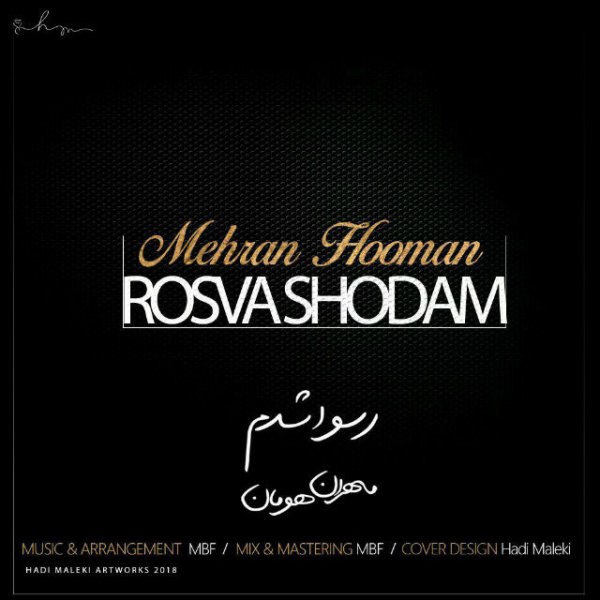 hm
Mehran Hooman
ROSVA SHODAM
رسوا شدم
مهران هومان
MUSIC & ARRANGEMENT MBF / MIX & MASTERING MBF / COVER DESIGN Hadi Maleki
HADI MALEKI ARTWORKS 2018